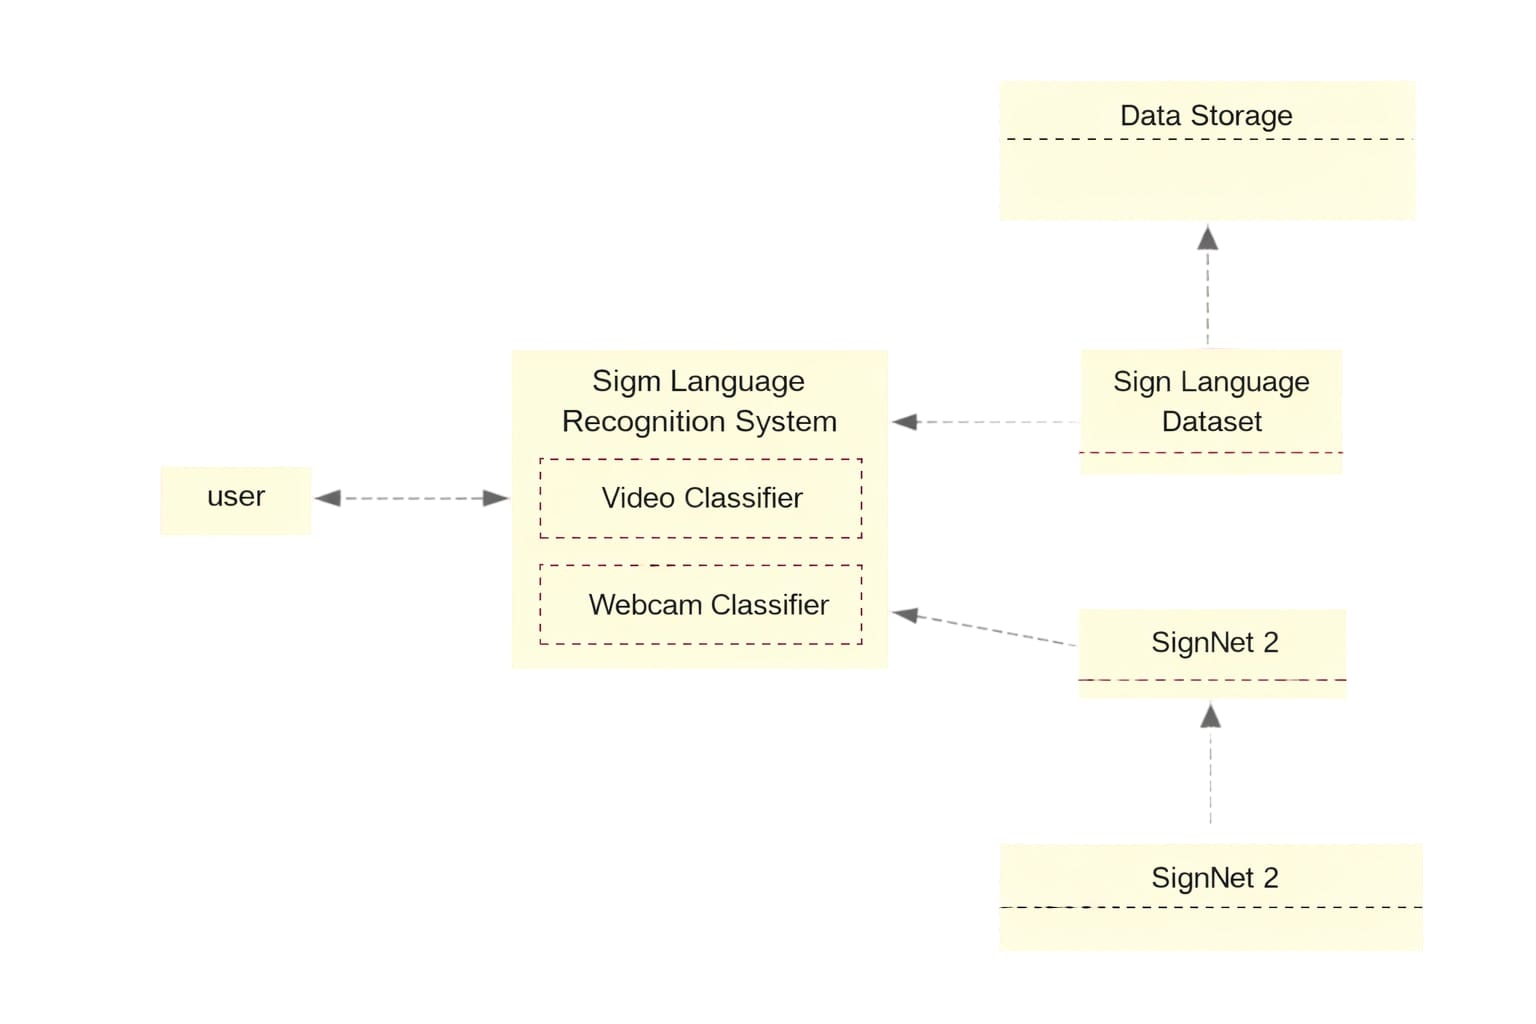 Data Storage
Sigm Language
Recognition System
Sign Language
Dataset
user
Video Classifier
Webcam Classifier
SignNet 2
SignNet 2